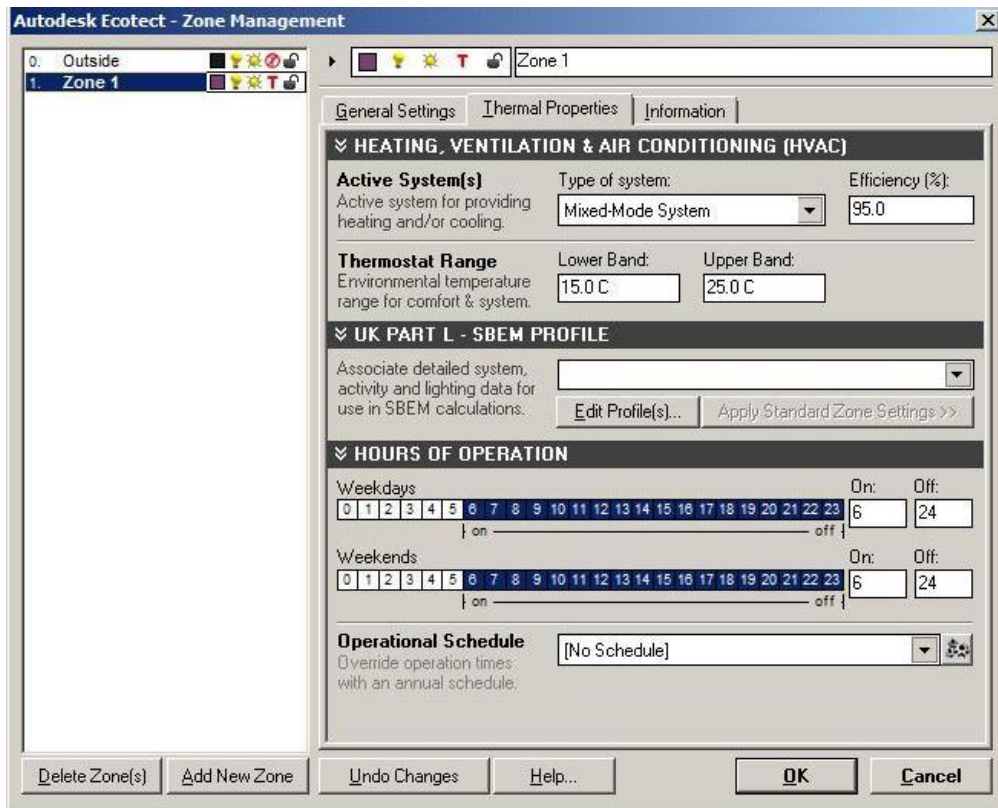 Autodesk Ecotect - Zone Management
0. Outside
1. Zone 1
T
T Zone 1
General Settings Thermal Properties Information
HEATING, VENTILATION & AIR CONDITIONING (HVAC)
Active System(s) Type of system: Efficiency (%):
Active system for providing
heating and/or cooling.
Mixed-Mode System 95.0
Thermostat Range Lower Band: Upper Band:
Environmental temperature
range for comfort & system.
15.0 C 25.0 C
UK PART L - SBEM PROFILE
Associate detailed system,
activity and lighting data for
use in SBEM calculations.
Edit Profile(s)... Apply Standard Zone Settings >>
HOURS OF OPERATION
Weekdays On: Off:
0 1 2 3 4 5 6 7 8 9 10 11 12 13 14 15 16 17 18 19 20 21 22 23 6 24
on off
Weekends On: Off:
0 1 2 3 4 5 6 7 8 9 10 11 12 13 14 15 16 17 18 19 20 21 22 23 6 24
on off
Operational Schedule [No Schedule]
Override operation times
with an annual schedule.
Delete Zone(s) Add New Zone Undo Changes Help... OK Cancel